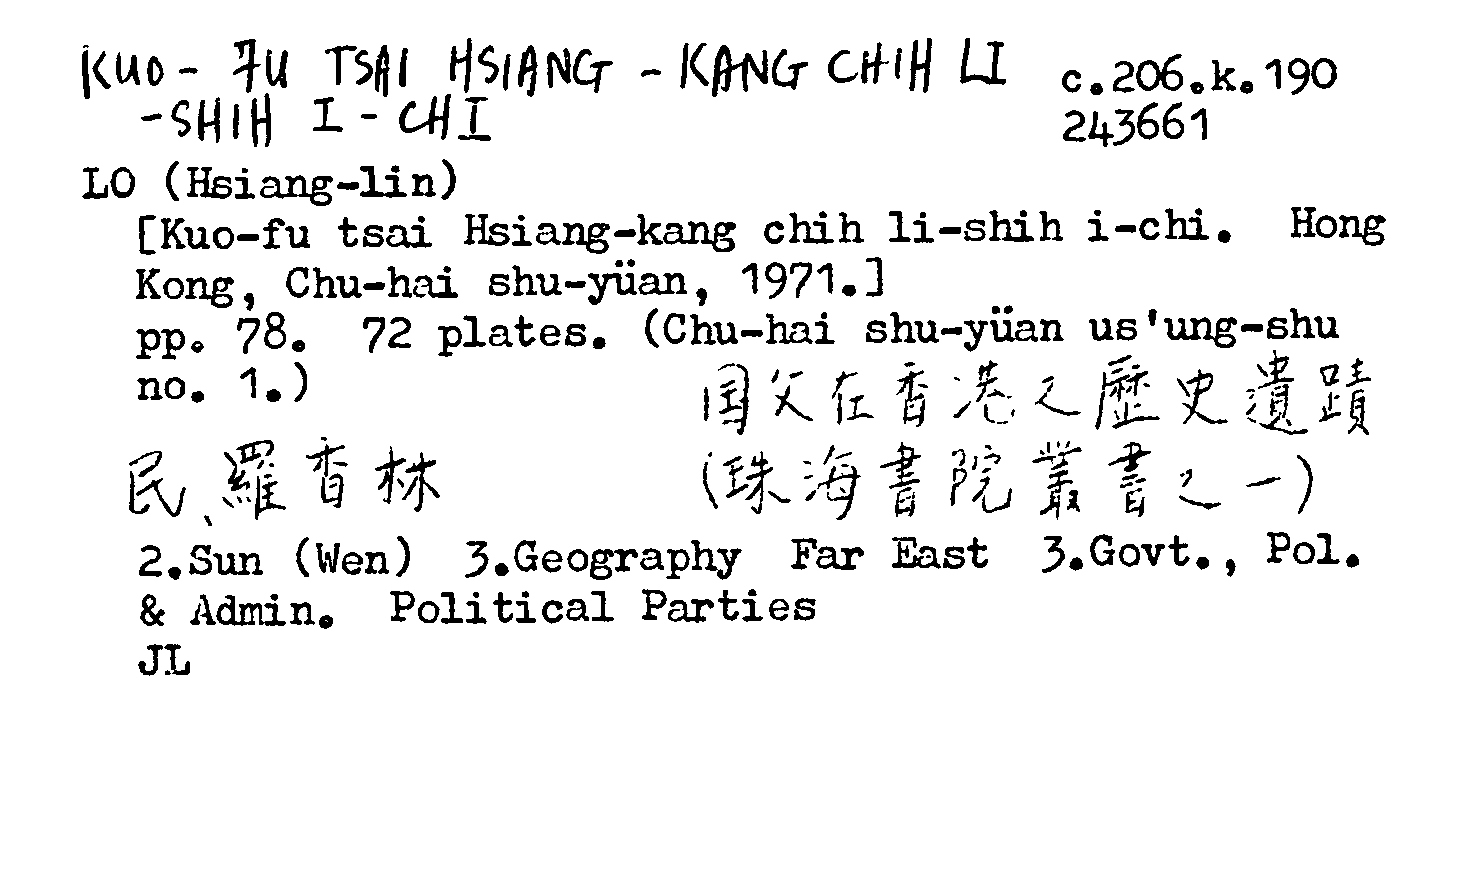 KUO-FU TSAI HSIANG-KANG CHIH LI
-SHIH I-CHI
c.206.k.190
243661
LO (Hsiang-lin)
[Kuo-fu tsai Hsiang-kang chih li-shih i-chi. Hong
Kong, Chu-hai shu-yüan, 1971.]
pp. 78. 72 plates. (Chu-hai shu-yüan us'ung-shu
no. 1.)
国父在香港之歷史遺蹟
民、羅香林
(珠海書院叢書之一)
2.Sun (Wen) 3.Geography Far East 3.Govt., Pol.
& Admin. Political Parties
JL